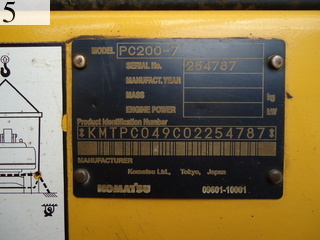 5
MODEL PC200-7
SERIAL No. 254787
MANUFACT. YEAR
MASS kg
ENGINE POWER kW
Product Identification Number
*KMTPC049C02254787*
MANUFACTURER
Komatsu Ltd., Tokyo, Japan
KOMATSU 09601-10001